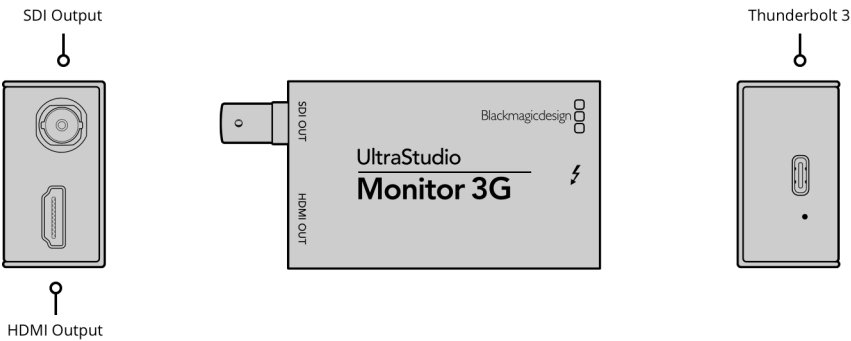 SDI Output
Thunderbolt 3
SDI OUT
Blackmagicdesign
UltraStudio
Monitor 3G
HDMI OUT
HDMI Output